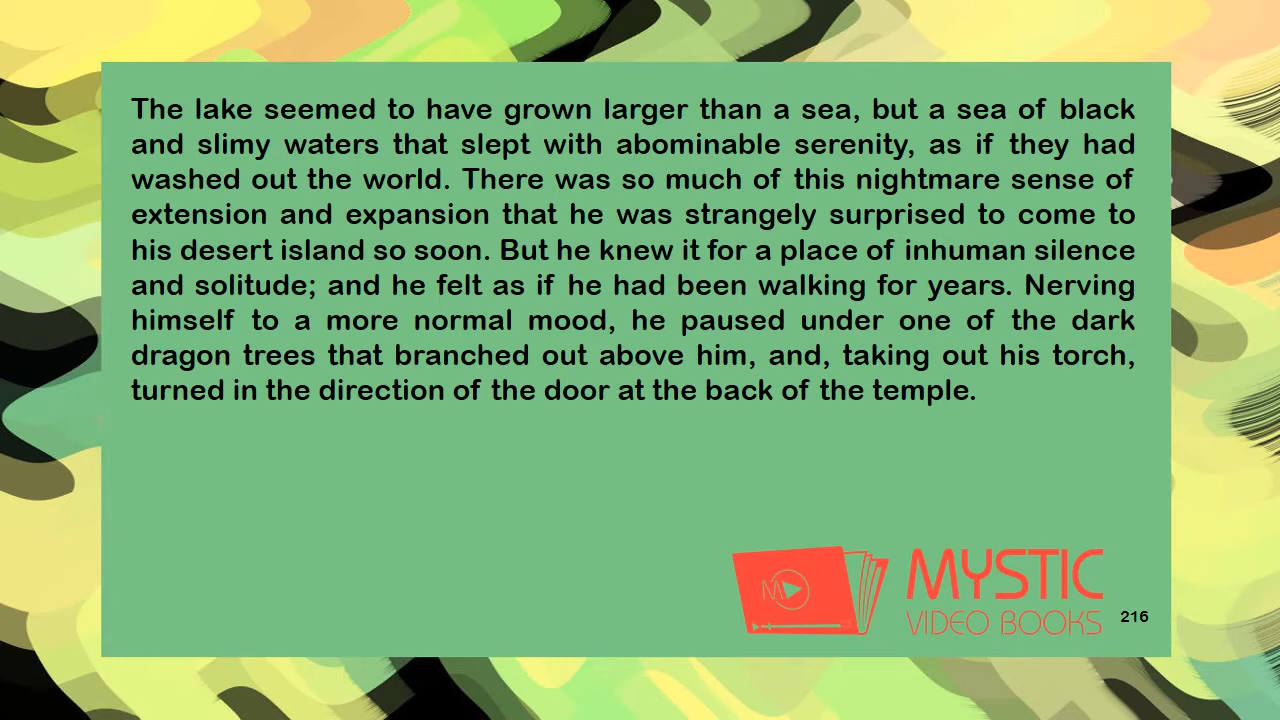 The lake seemed to have grown larger than a sea, but a sea of black
and slimy waters that slept with abominable serenity, as if they had
washed out the world. There was so much of this nightmare sense of
extension and expansion that he was strangely surprised to come to
his desert island so soon. But he knew it for a place of inhuman silence
and solitude; and he felt as if he had been walking for years. Nerving
himself to a more normal mood, he paused under one of the dark
dragon trees that branched out above him, and, taking out his torch,
turned in the direction of the door at the back of the temple.
M
MYSTIC
VIDEO BOOKS
216